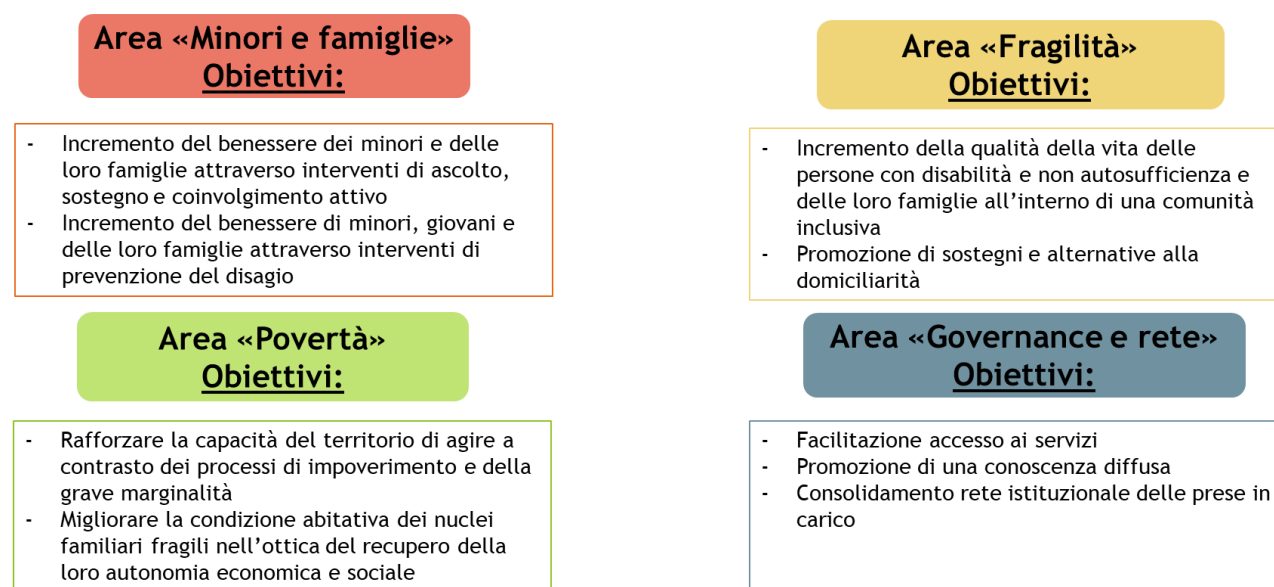 Area «Minori e famiglie»
Obiettivi:
- Incremento del benessere dei minori e delle
loro famiglie attraverso interventi di ascolto,
sostegno e coinvolgimento attivo
- Incremento del benessere di minori, giovani e
delle loro famiglie attraverso interventi di
prevenzione del disagio
Area «Fragilità»
Obiettivi:
- Incremento della qualità della vita delle
persone con disabilità e non autosufficienza e
delle loro famiglie all’interno di una comunità
inclusiva
- Promozione di sostegni e alternative alla
domiciliarità
Area «Povertà»
Obiettivi:
- Rafforzare la capacità del territorio di agire a
contrasto dei processi di impoverimento e della
grave marginalità
- Migliorare la condizione abitativa dei nuclei
familiari fragili nell’ottica del recupero della
loro autonomia economica e sociale
Area «Governance e rete»
Obiettivi:
- Facilitazione accesso ai servizi
- Promozione di una conoscenza diffusa
- Consolidamento rete istituzionale delle prese in
carico